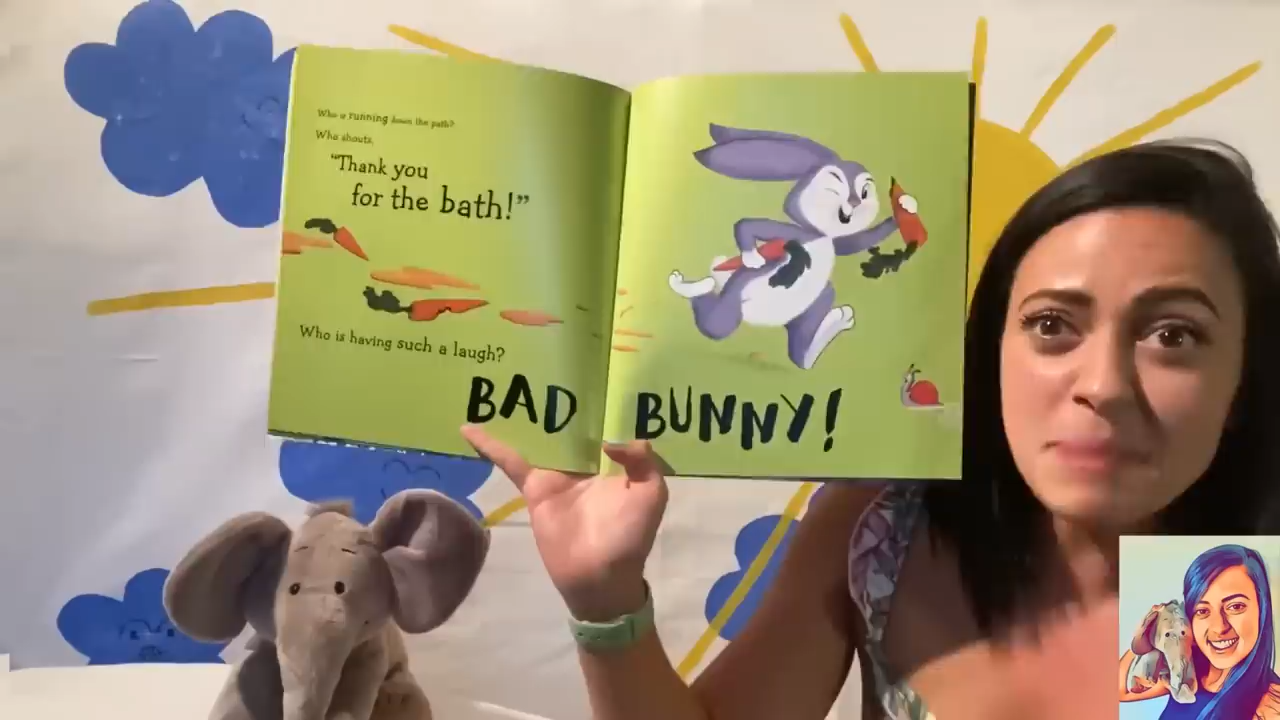 Who is running down the path?
Who shouts,
"Thank you
for the bath!"
Who is having such a laugh?
BAD BUNNY!